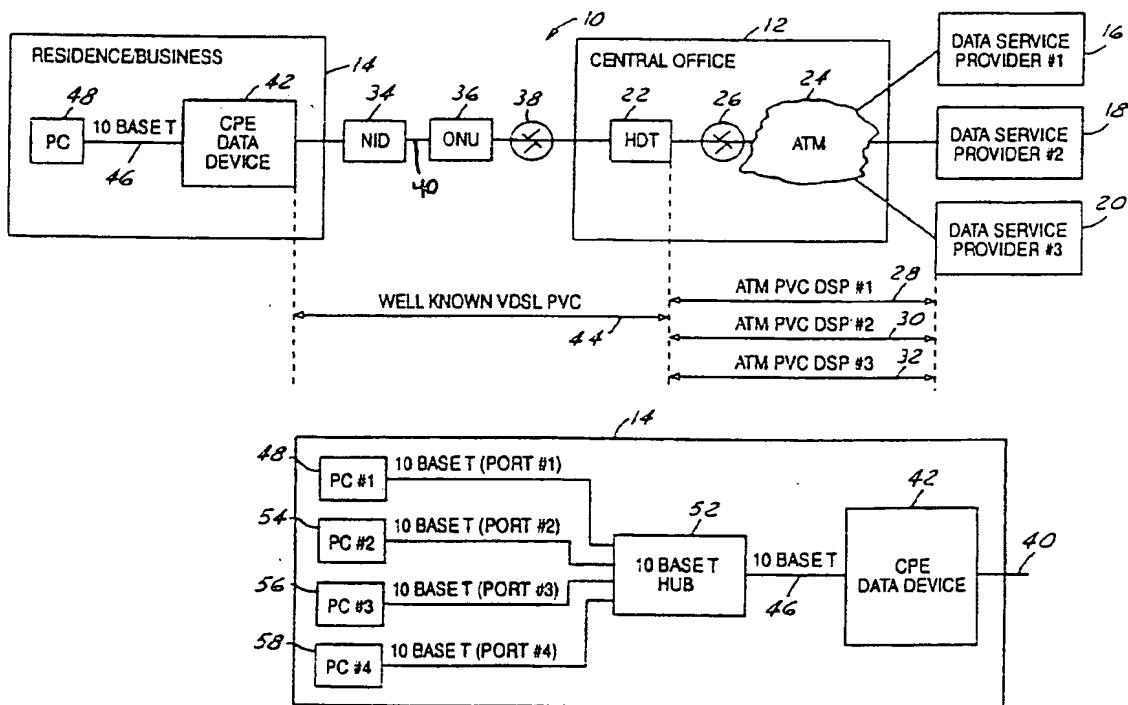 10
RESIDENCE/BUSINESS
14
48
PC
10 BASE T
46
42
CPE
DATA
DEVICE
34
NID
40
36
ONU
38
12
CENTRAL OFFICE
22
HDT
26
24
ATM
DATA SERVICE
PROVIDER #1
16
DATA SERVICE
PROVIDER #2
18
DATA SERVICE
PROVIDER #3
20
WELL KNOWN VDSL PVC
44
ATM PVC DSP #1
28
ATM PVC DSP #2
30
ATM PVC DSP #3
32
14
48
PC #1
10 BASE T (PORT #1)
54
PC #2
10 BASE T (PORT #2)
56
PC #3
10 BASE T (PORT #3)
58
PC #4
10 BASE T (PORT #4)
52
10 BASE T
HUB
10 BASE T
46
42
CPE
DATA DEVICE
40